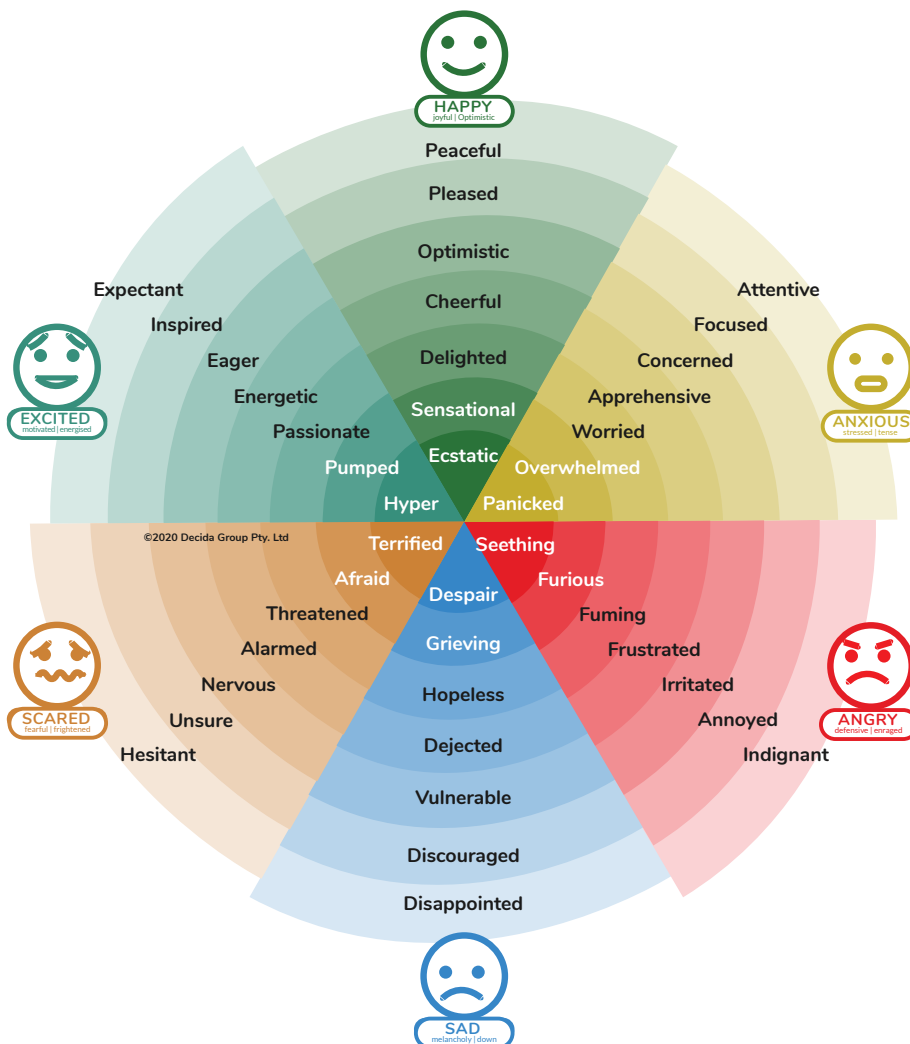 HAPPY
joyful | Optimistic
Peaceful
Pleased
Optimistic
Cheerful
Delighted
Sensational
Ecstatic
Expectant
Inspired
Eager
Energetic
Passionate
Pumped
Hyper
EXCITED
motivated | energised
Attentive
Focused
Concerned
Apprehensive
Worried
Overwhelmed
Panicked
ANXIOUS
stressed | tense
©2020 Decida Group Pty. Ltd
Terrified
Afraid
Threatened
Alarmed
Nervous
Unsure
Hesitant
SCARED
fearful | frightened
Seething
Furious
Fuming
Frustrated
Irritated
Annoyed
Indignant
ANGRY
defensive | enraged
Despair
Grieving
Hopeless
Dejected
Vulnerable
Discouraged
Disappointed
SAD
melancholy | down